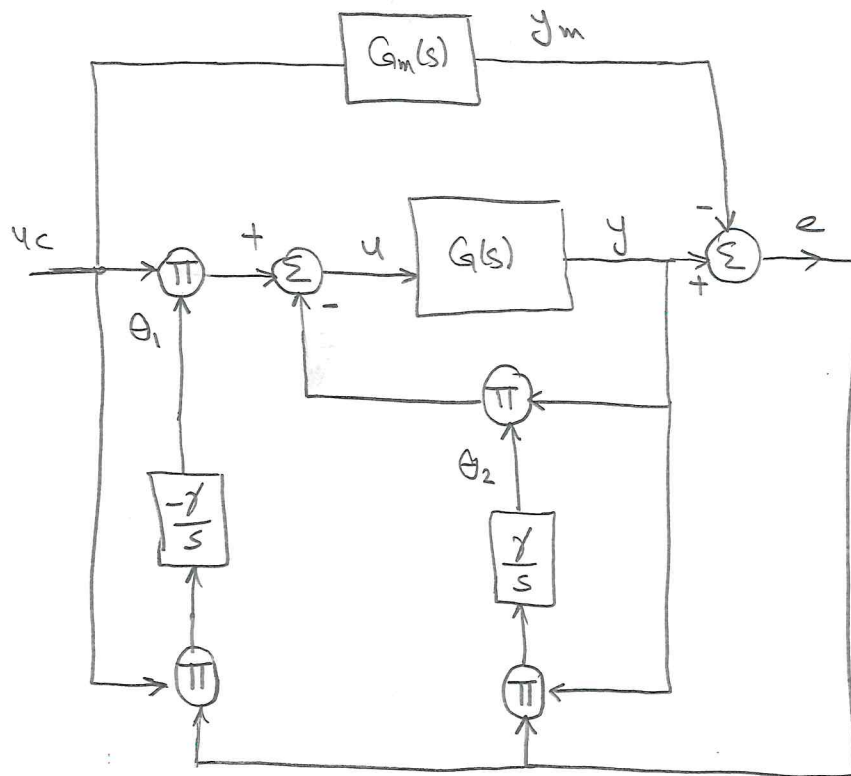 Gm(s)
ym
uc
Π
+
Σ
-
u
G(s)
y
-
+
Σ
e
θ1
Π
θ2
-γ/s
γ/s
Π
Π